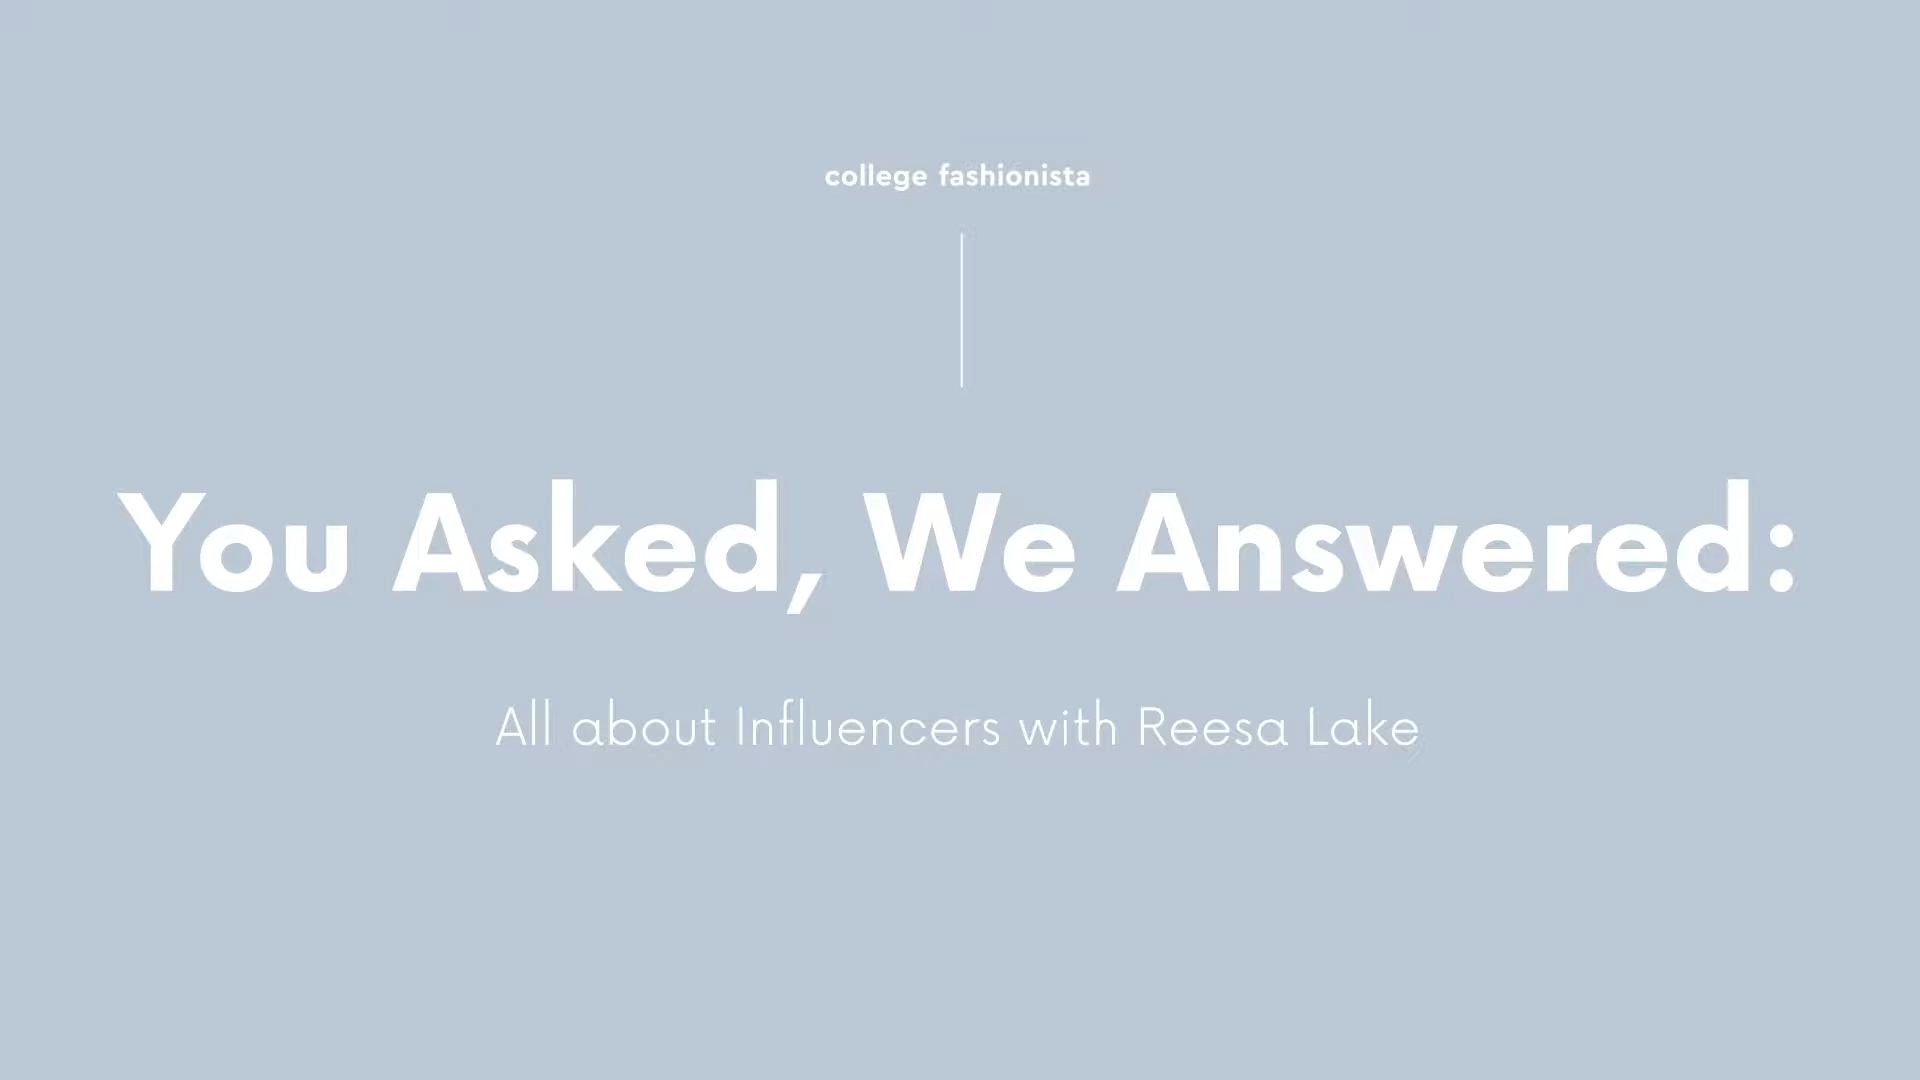 college fashionista
You Asked, We Answered:
All about Influencers with Reesa Lake